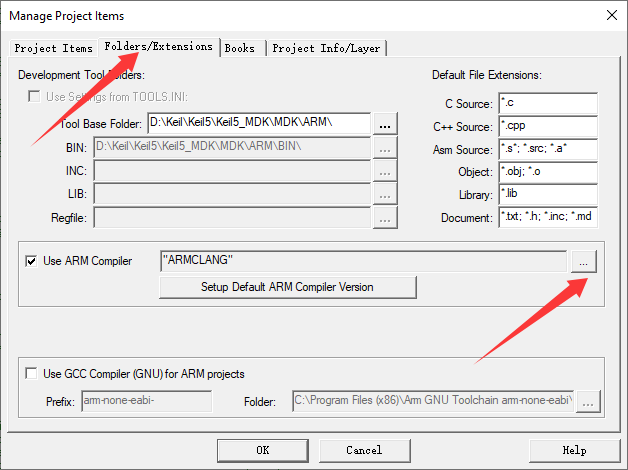 Manage Project Items
Project Items Folders/Extensions Books Project Info/Layer
Development Tool Folders:
Default File Extensions:
Use Settings from TOOLS.INI:
C Source: *.c
Tool Base Folder: D:\Keil\Keil5\Keil5_MDK\MDK\ARM\ ...
C++ Source: *.cpp
BIN: D:\Keil\Keil5\Keil5_MDK\MDK\ARM\BIN\ ...
Asm Source: *.s*; *.src; *.a*
INC: ...
Object: *.obj; *.o
LIB: ...
Library: *.lib
Regfile: ...
Document: *.txt; *.h; *.inc; *.md
Use ARM Compiler "ARMCLANG" ...
Setup Default ARM Compiler Version
Use GCC Compiler (GNU) for ARM projects
Prefix: arm-none-eabi- Folder: C:\Program Files (x86)\Arm GNU Toolchain arm-none-eabi\ ...
OK Cancel Help